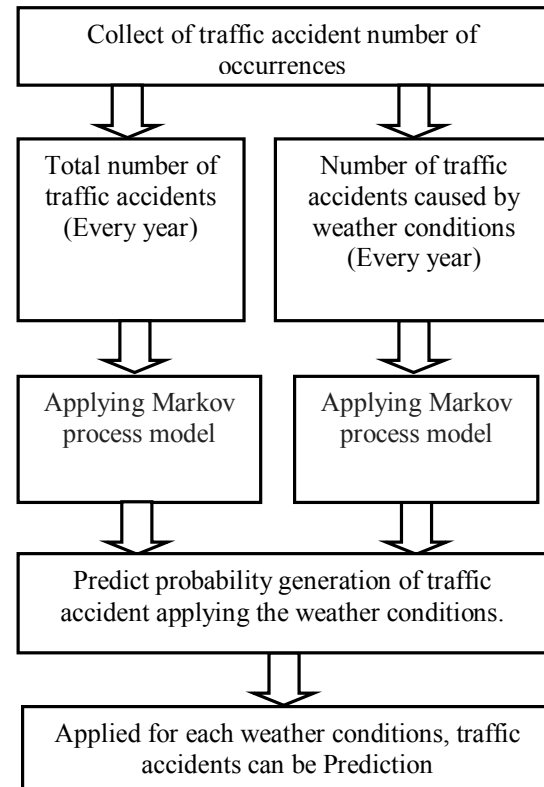 Collect of traffic accident number of
occurrences
Total number of
traffic accidents
(Every year)
Number of traffic
accidents caused by
weather conditions
(Every year)
Applying Markov
process model
Applying Markov
process model
Predict probability generation of traffic
accident applying the weather conditions.
Applied for each weather conditions, traffic
accidents can be Prediction